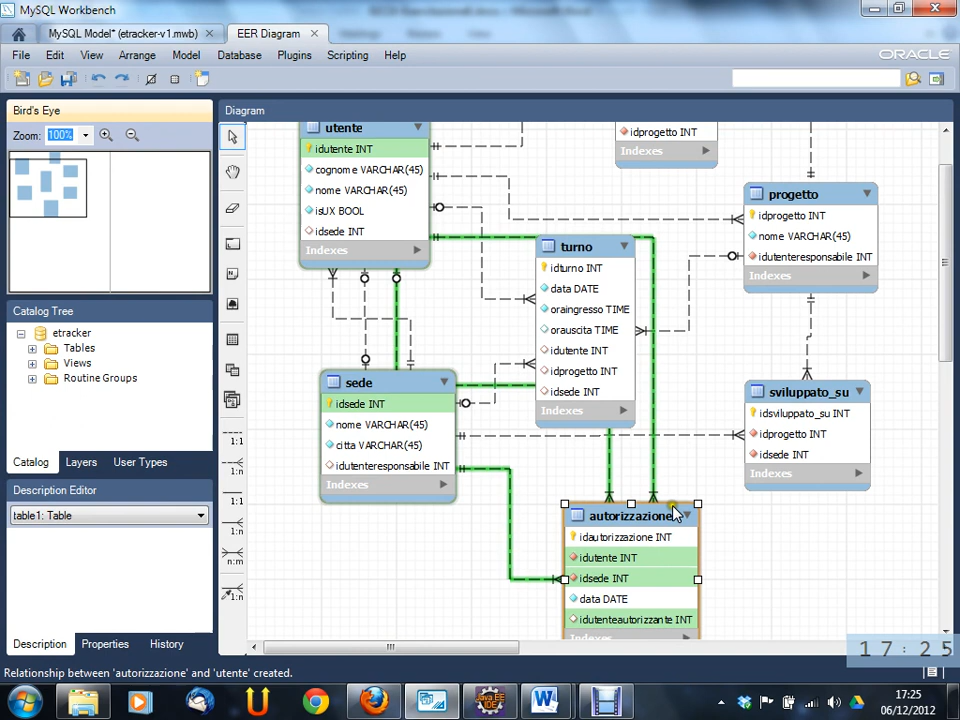 MySQL Workbench
MySQL Model* (etracker-v1.mwb)
EER Diagram
File Edit View Arrange Model Database Plugins Scripting Help
ORACLE
Bird's Eye
Zoom: 100%
Catalog Tree
etracker
Tables
Views
Routine Groups
Catalog Layers User Types
Description Editor
table1: Table
Description Properties History
Diagram
1:1
1:n
1:1
1:n
n:m
1:n
utente
idutente INT
cognome VARCHAR(45)
nome VARCHAR(45)
isUX BOOL
idsede INT
Indexes
idprogetto INT
Indexes
progetto
idprogetto INT
nome VARCHAR(45)
idutenteresponsabile INT
Indexes
turno
idturno INT
data DATE
oraingresso TIME
orauscita TIME
idutente INT
idprogetto INT
idsede INT
Indexes
sede
idsede INT
nome VARCHAR(45)
citta VARCHAR(45)
idutenteresponsabile INT
Indexes
sviluppato_su
idsviluppato_su INT
idprogetto INT
idsede INT
Indexes
autorizzazione
idautorizzazione INT
idutente INT
idsede INT
data DATE
idutenteautorizzante INT
Indexes
17:25
Relationship between 'autorizzazione' and 'utente' created.
Java EE
IDE
17:25
06/12/2012